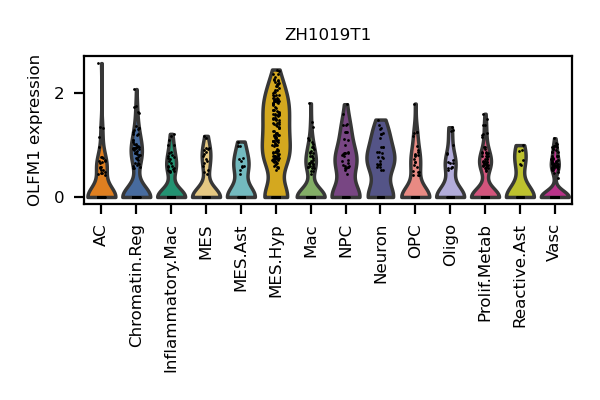 ZH1019T1
OLFM1 expression
2
0
AC
Chromatin.Reg
Inflammatory.Mac
MES
MES.Ast
MES.Hyp
Mac
NPC
Neuron
OPC
Oligo
Prolif.Metab
Reactive.Ast
Vasc